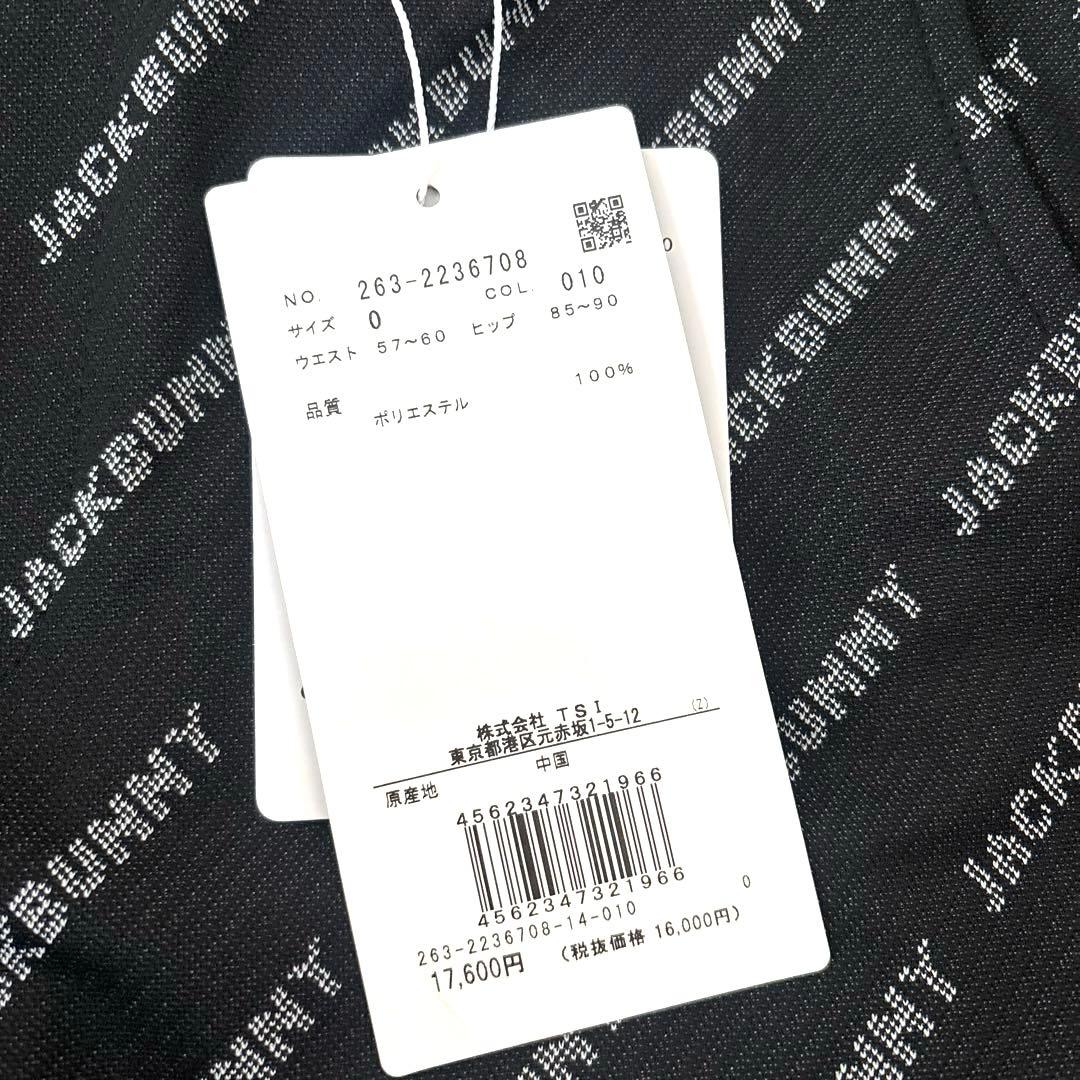 JACKBUNNY
NO. 263-2236708
COL. 010
サイズ 0
ウエスト 57～60 ヒップ 85～90
品質 ポリエステル 100%
株式会社 TSI
東京都港区元赤坂1-5-12 (Z)
原産地 中国
4562347321966
4562347321966
263-2236708-14-010 0
17,600円 (税抜価格 16,000円)